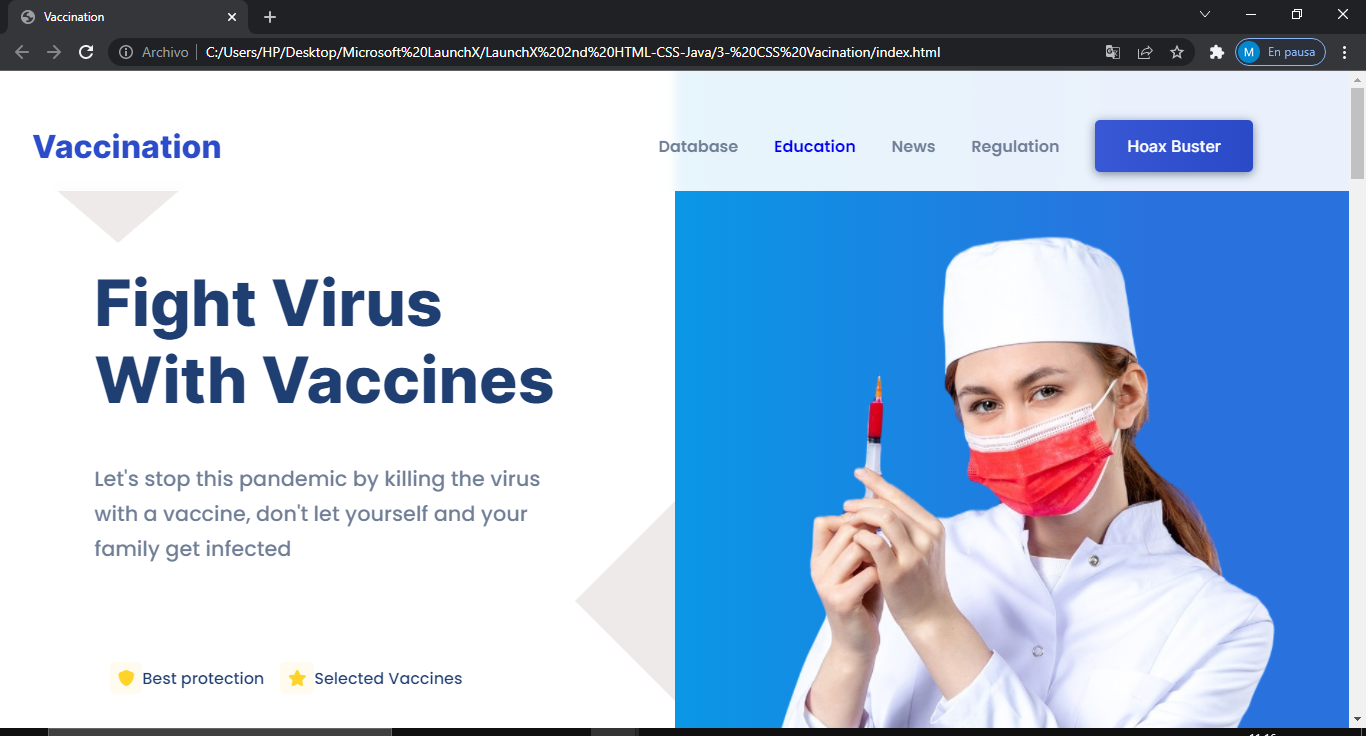 Vaccination
Archivo
C:/Users/HP/Desktop/Microsoft%20LaunchX/LaunchX%202nd%20HTML-CSS-Java/3-%20CSS%20Vacination/index.html
M
En pausa
Vaccination
Database
Education
News
Regulation
Hoax Buster
Fight Virus
With Vaccines
Let's stop this pandemic by killing the virus
with a vaccine, don't let yourself and your
family get infected
Best protection
Selected Vaccines